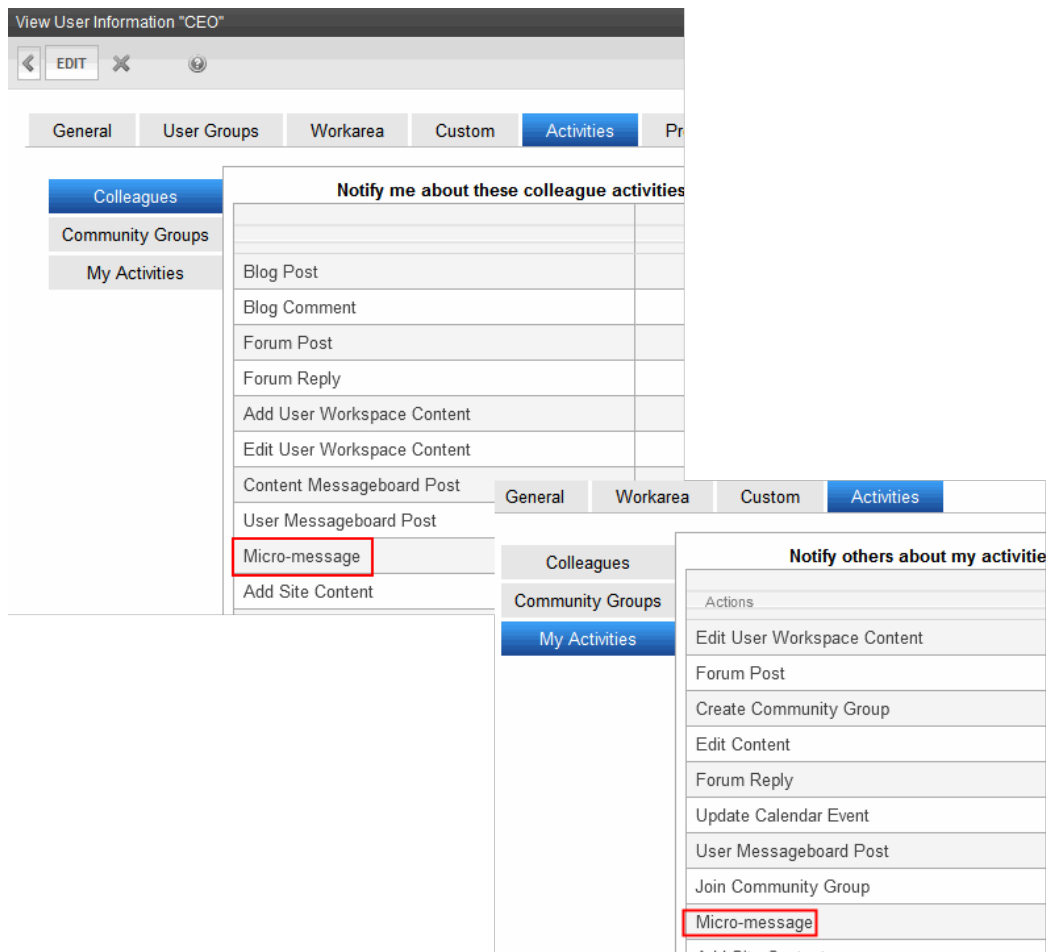 View User Information "CEO"
EDIT
General User Groups Workarea Custom Activities
Colleagues
Community Groups
My Activities
Notify me about these colleague activities
Blog Post
Blog Comment
Forum Post
Forum Reply
Add User Workspace Content
Edit User Workspace Content
Content Messageboard Post
User Messageboard Post
Micro-message
Add Site Content
General Workarea Custom Activities
Colleagues
Community Groups
My Activities
Notify others about my activitie
Actions
Edit User Workspace Content
Forum Post
Create Community Group
Edit Content
Forum Reply
Update Calendar Event
User Messageboard Post
Join Community Group
Micro-message